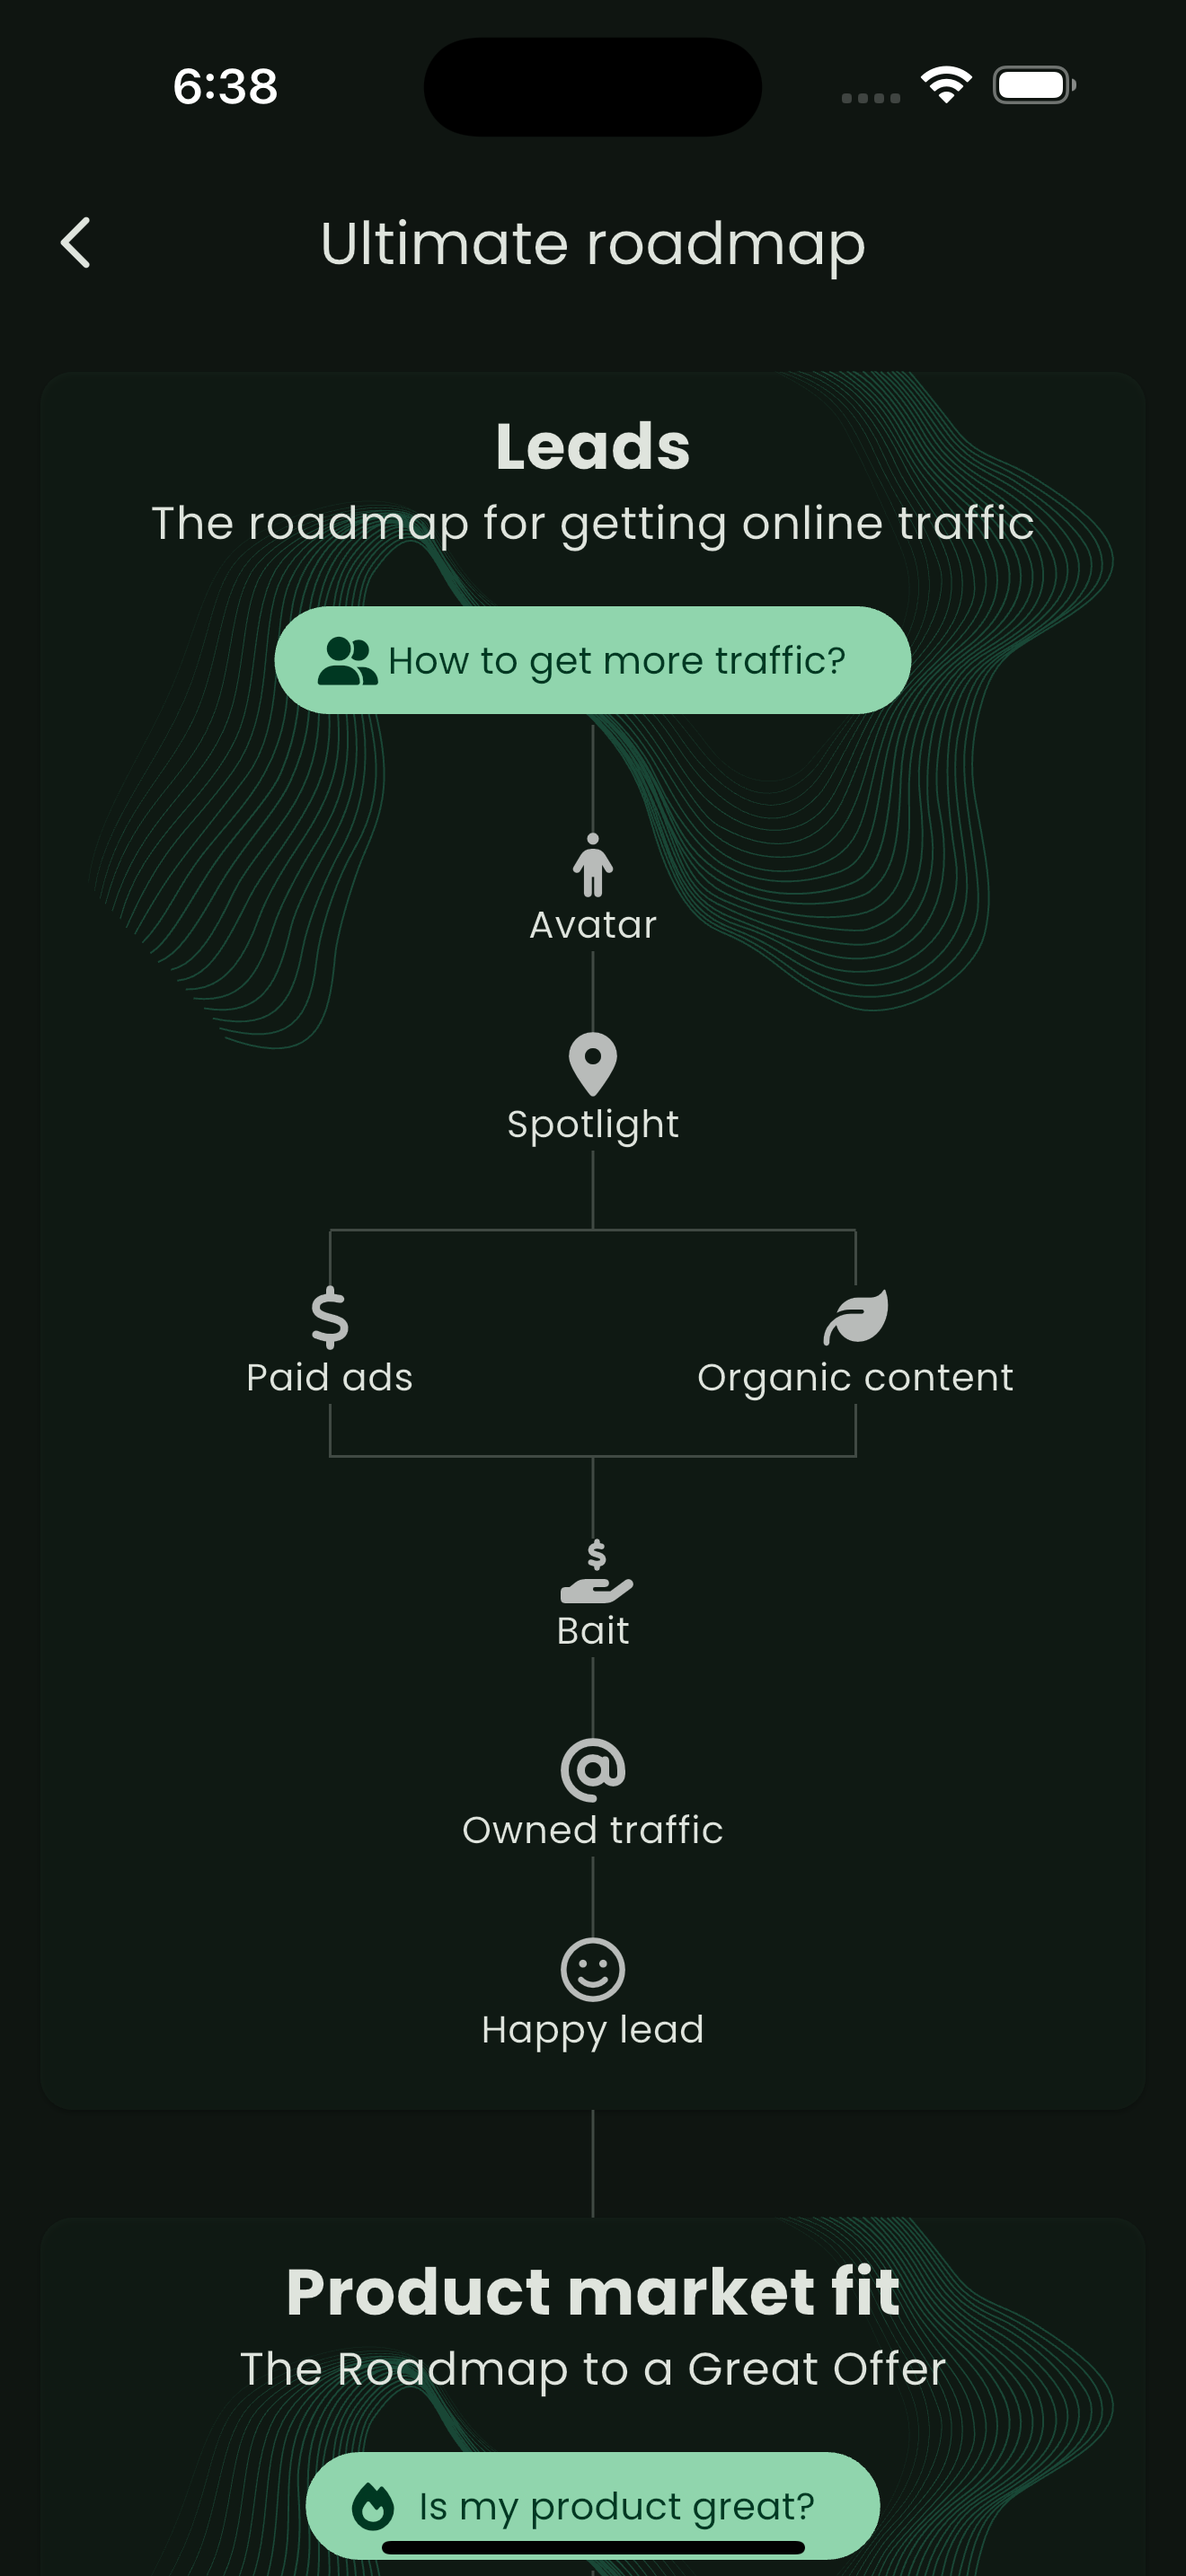 6:38
Ultimate roadmap
Leads
The roadmap for getting online traffic
How to get more traffic?
Avatar
Spotlight
Paid ads
Organic content
Bait
Owned traffic
Happy lead
Product market fit
The Roadmap to a Great Offer
Is my product great?